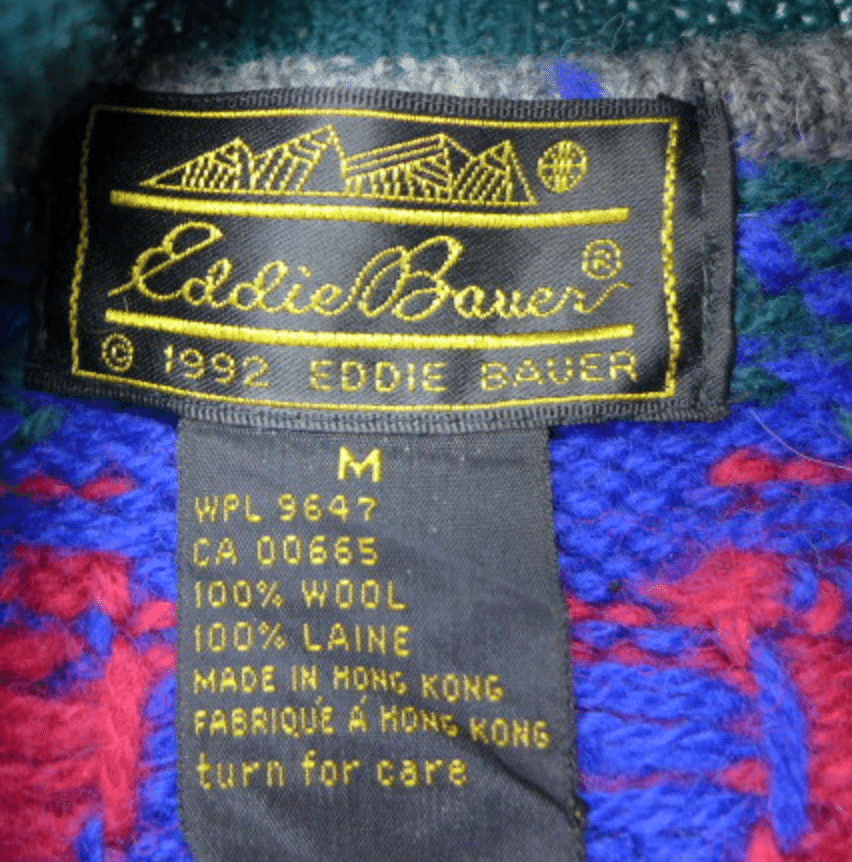 Eddie Bauer®
© 1992 EDDIE BAUER
M
WPL 9647
CA 00665
100% WOOL
100% LAINE
MADE IN HONG KONG
FABRIQUÉ Á HONG KONG
turn for care